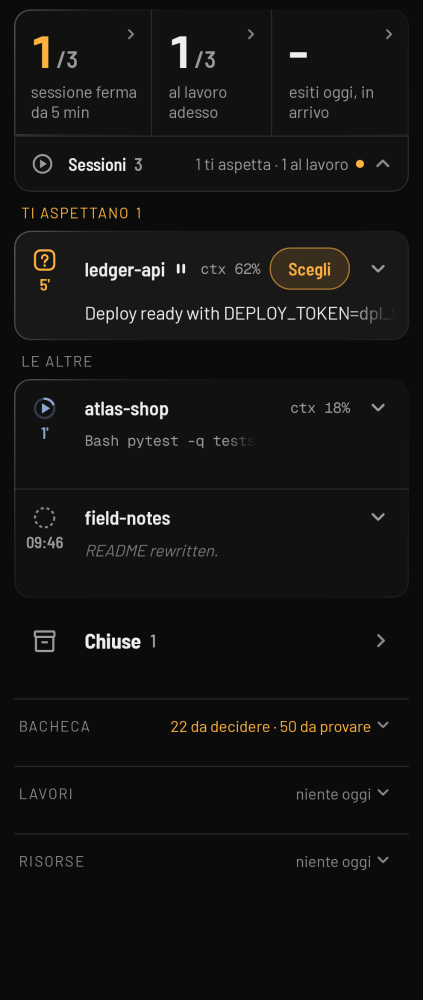 1/3
sessione ferma
da 5 min
1/3
al lavoro
adesso
–
esiti oggi, in
arrivo
Sessioni 3
1 ti aspetta · 1 al lavoro
TI ASPETTANO 1
ledger-api
ctx 62%
Scegli
5'
Deploy ready with DEPLOY_TOKEN=dpl_
LE ALTRE
atlas-shop
ctx 18%
1'
Bash pytest -q tests
field-notes
09:46
README rewritten.
Chiuse 1
BACHECA
22 da decidere · 50 da provare
LAVORI
niente oggi
RISORSE
niente oggi